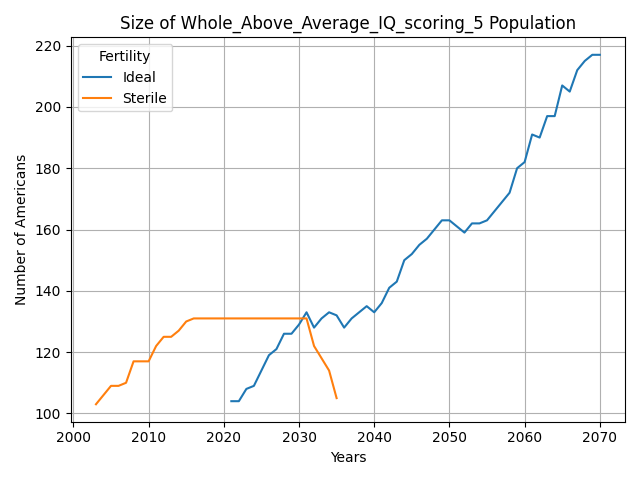 Size of Whole_Above_Average_IQ_scoring_5 Population
Fertility
Ideal
Sterile
Number of Americans
220
200
180
160
140
120
100
2000 2010 2020 2030 2040 2050 2060 2070
Years